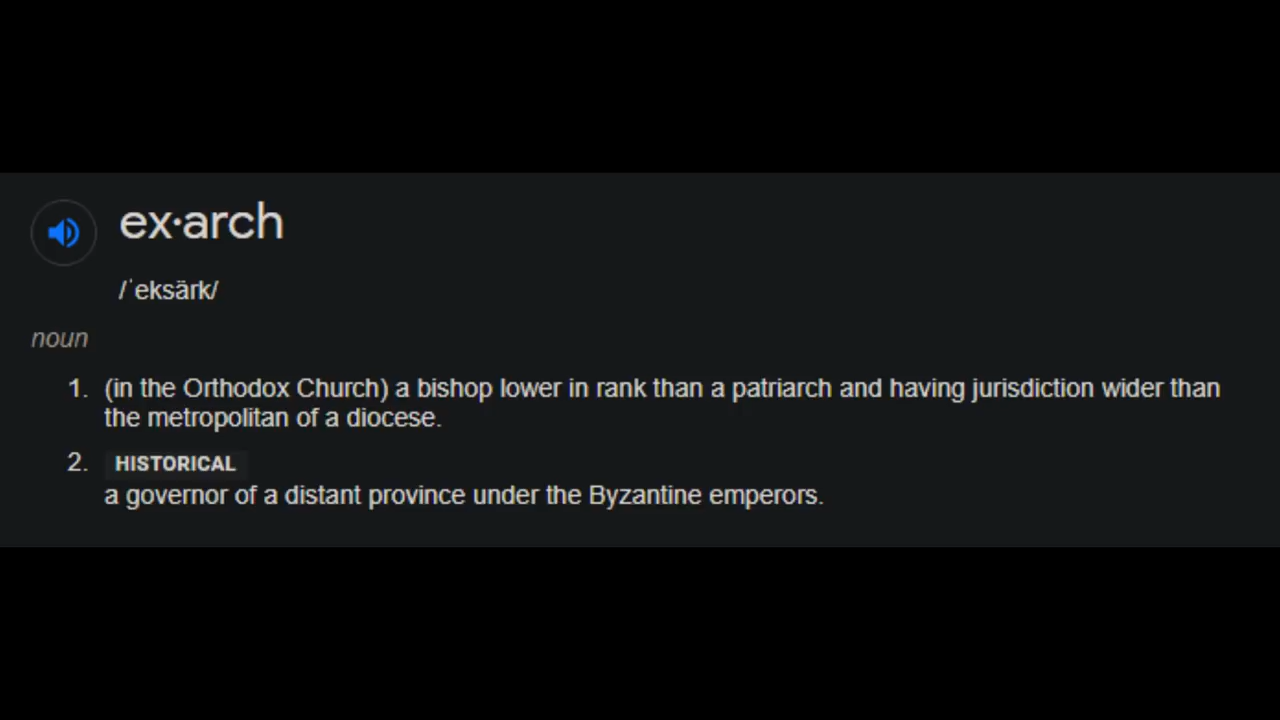 ex·arch
/ˈeksärk/
noun
1. (in the Orthodox Church) a bishop lower in rank than a patriarch and having jurisdiction wider than
the metropolitan of a diocese.
2. HISTORICAL
a governor of a distant province under the Byzantine emperors.